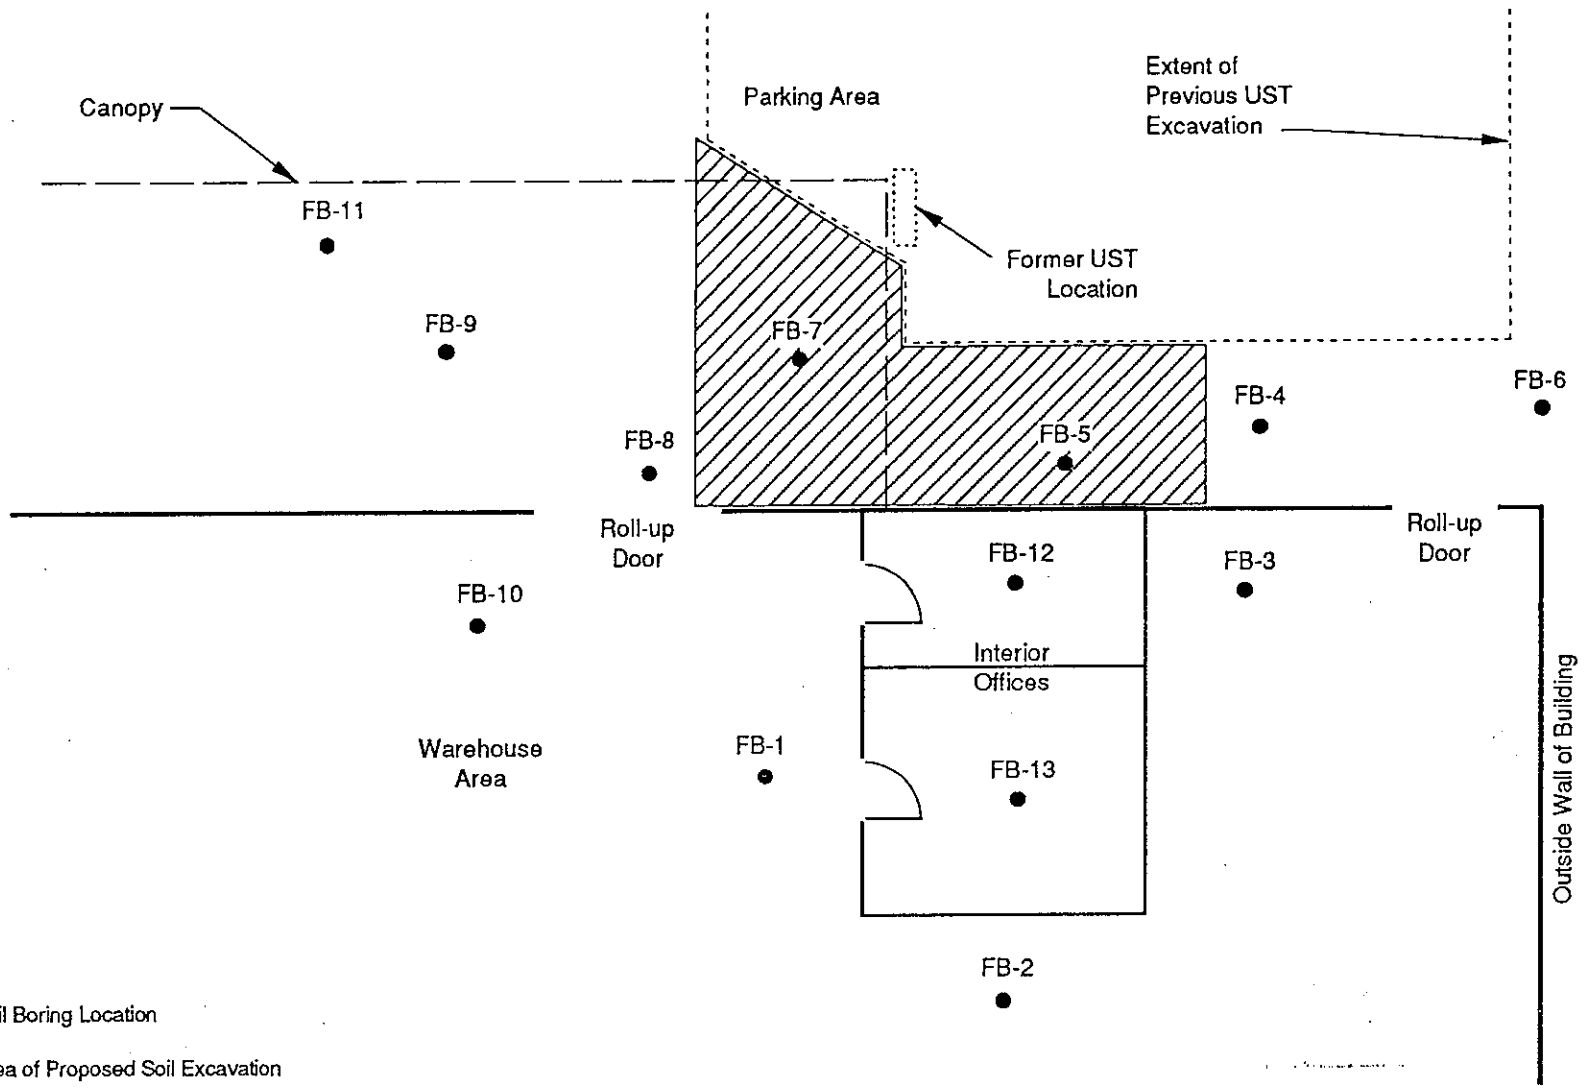 Canopy
Parking Area
Extent of
Previous UST
Excavation
FB-11
Former UST
Location
FB-9
FB-7
FB-6
FB-4
FB-8
FB-5
Roll-up
Door
Roll-up
Door
FB-12
FB-3
FB-10
Interior
Offices
Warehouse
Area
FB-1
FB-13
Outside Wall of Building
FB-2
il Boring Location
ea of Proposed Soil Excavation